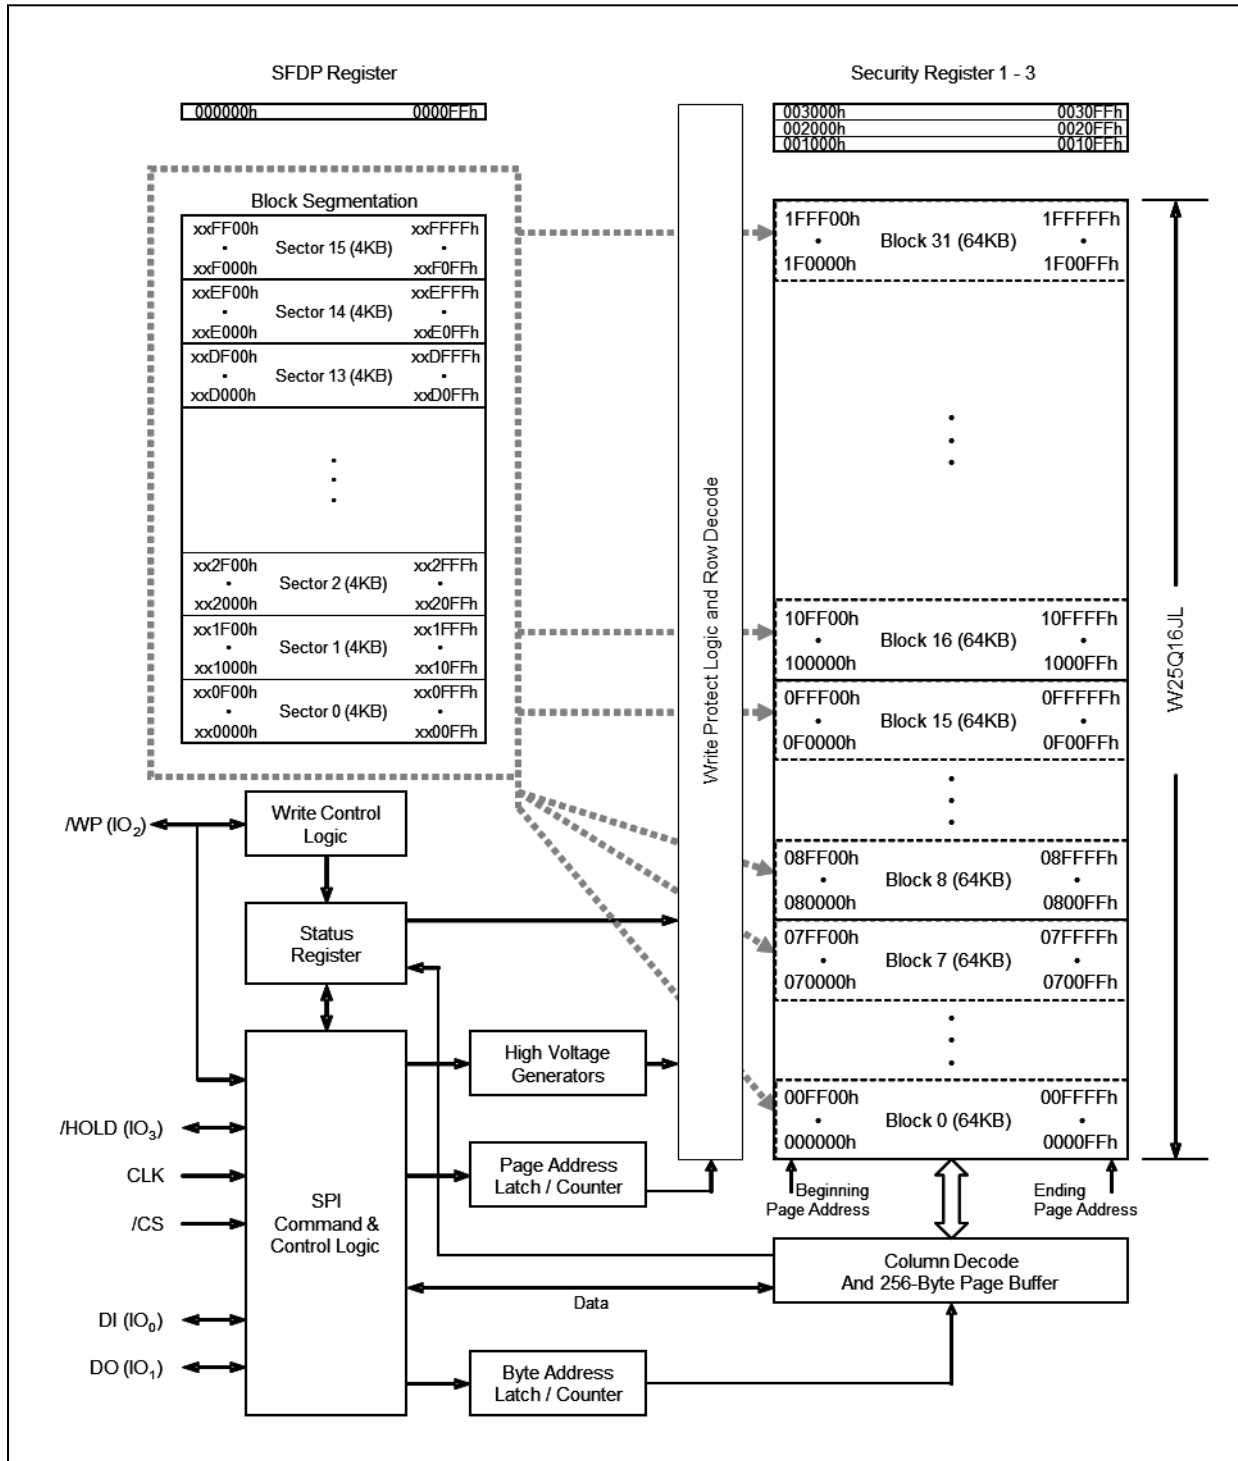 SFDP Register
000000h 0000FFh
Security Register 1 - 3
003000h 0030FFh
002000h 0020FFh
001000h 0010FFh
Block Segmentation
xxFF00h xxFFFFh
Sector 15 (4KB)
xxF000h xxF0FFh
xxEF00h xxEFFFh
Sector 14 (4KB)
xxE000h xxE0FFh
xxDF00h xxDFFFh
Sector 13 (4KB)
xxD000h xxD0FFh
xx2F00h xx2FFFh
Sector 2 (4KB)
xx2000h xx20FFh
xx1F00h xx1FFFh
Sector 1 (4KB)
xx1000h xx10FFh
xx0F00h xx0FFFh
Sector 0 (4KB)
xx0000h xx00FFh
Write Protect Logic and Row Decode
1FFF00h 1FFFFFh
Block 31 (64KB)
1F0000h 1F00FFh
10FF00h 10FFFFh
Block 16 (64KB)
100000h 1000FFh
0FFF00h 0FFFFFh
Block 15 (64KB)
0F0000h 0F00FFh
08FF00h 08FFFFh
Block 8 (64KB)
080000h 0800FFh
07FF00h 07FFFFh
Block 7 (64KB)
070000h 0700FFh
00FF00h 00FFFFh
Block 0 (64KB)
000000h 0000FFh
W25Q16JL
/WP (IO2)
Write Control
Logic
Status
Register
High Voltage
Generators
/HOLD (IO3)
CLK
/CS
DI (IO0)
DO (IO1)
SPI
Command &
Control Logic
Page Address
Latch / Counter
Beginning
Page Address
Ending
Page Address
Column Decode
And 256-Byte Page Buffer
Data
Byte Address
Latch / Counter